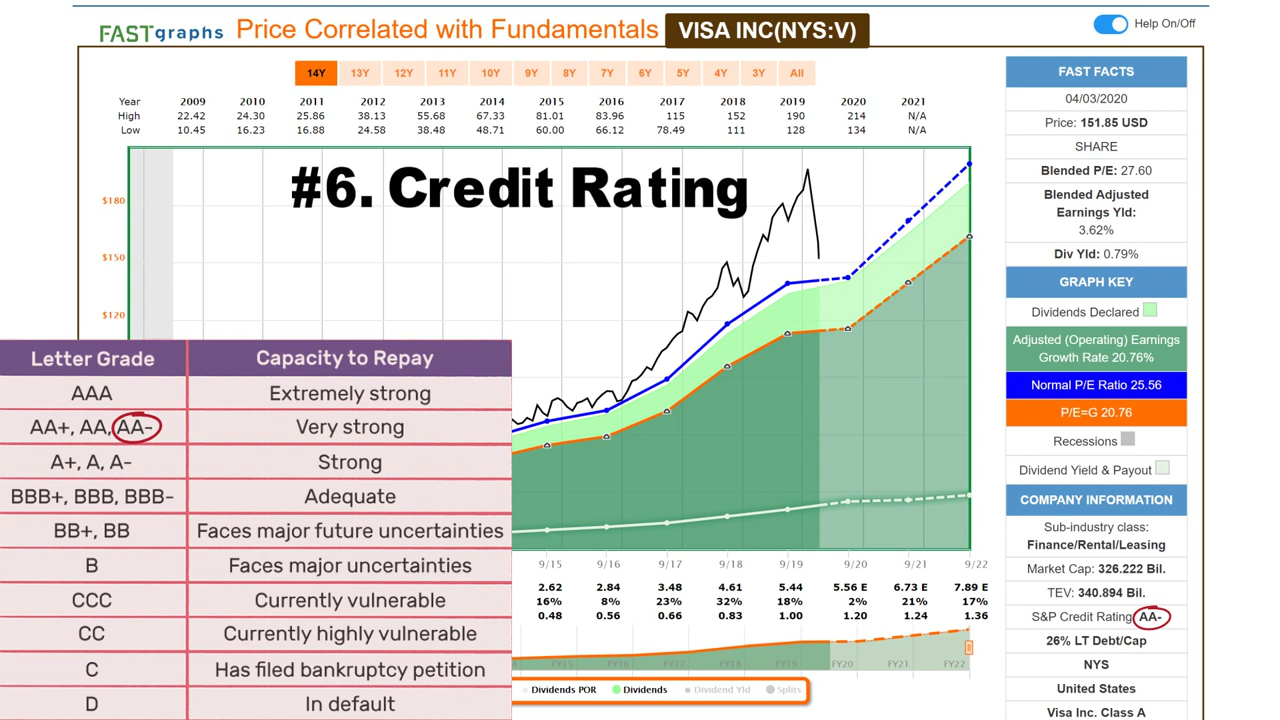 FASTgraphs Price Correlated with Fundamentals VISA INC(NYS:V)
Help On/Off
14Y 13Y 12Y 11Y 10Y 9Y 8Y 7Y 6Y 5Y 4Y 3Y All
Year 2009 2010 2011 2012 2013 2014 2015 2016 2017 2018 2019 2020 2021
High 22.42 24.30 25.86 38.13 55.68 67.33 81.01 83.96 115 152 190 214 N/A
Low 10.45 16.23 16.88 24.58 38.48 48.71 60.00 66.12 78.49 111 128 134 N/A
#6. Credit Rating
$180
$150
$120
Letter Grade Capacity to Repay
AAA Extremely strong
AA+, AA, AA- Very strong
A+, A, A- Strong
BBB+, BBB, BBB- Adequate
BB+, BB Faces major future uncertainties
B Faces major uncertainties
CCC Currently vulnerable
CC Currently highly vulnerable
C Has filed bankruptcy petition
D In default
9/15 9/16 9/17 9/18 9/19 9/20 9/21 9/22
2.62 2.84 3.48 4.61 5.44 5.56 E 6.73 E 7.89 E
16% 8% 23% 32% 18% 2% 21% 17%
0.48 0.56 0.66 0.83 1.00 1.20 1.24 1.36
FY15 FY16 FY17 FY18 FY19 FY20 FY21 FY22
Dividends POR Dividends Dividend Yld Splits
FAST FACTS
04/03/2020
Price: 151.85 USD
SHARE
Blended P/E: 27.60
Blended Adjusted
Earnings Yld:
3.62%
Div Yld: 0.79%
GRAPH KEY
Dividends Declared
Adjusted (Operating) Earnings
Growth Rate 20.76%
Normal P/E Ratio 25.56
P/E=G 20.76
Recessions
Dividend Yield & Payout
COMPANY INFORMATION
Sub-industry class:
Finance/Rental/Leasing
Market Cap: 326.222 Bil.
TEV: 340.894 Bil.
S&P Credit Rating AA-
26% LT Debt/Cap
NYS
United States
Visa Inc. Class A